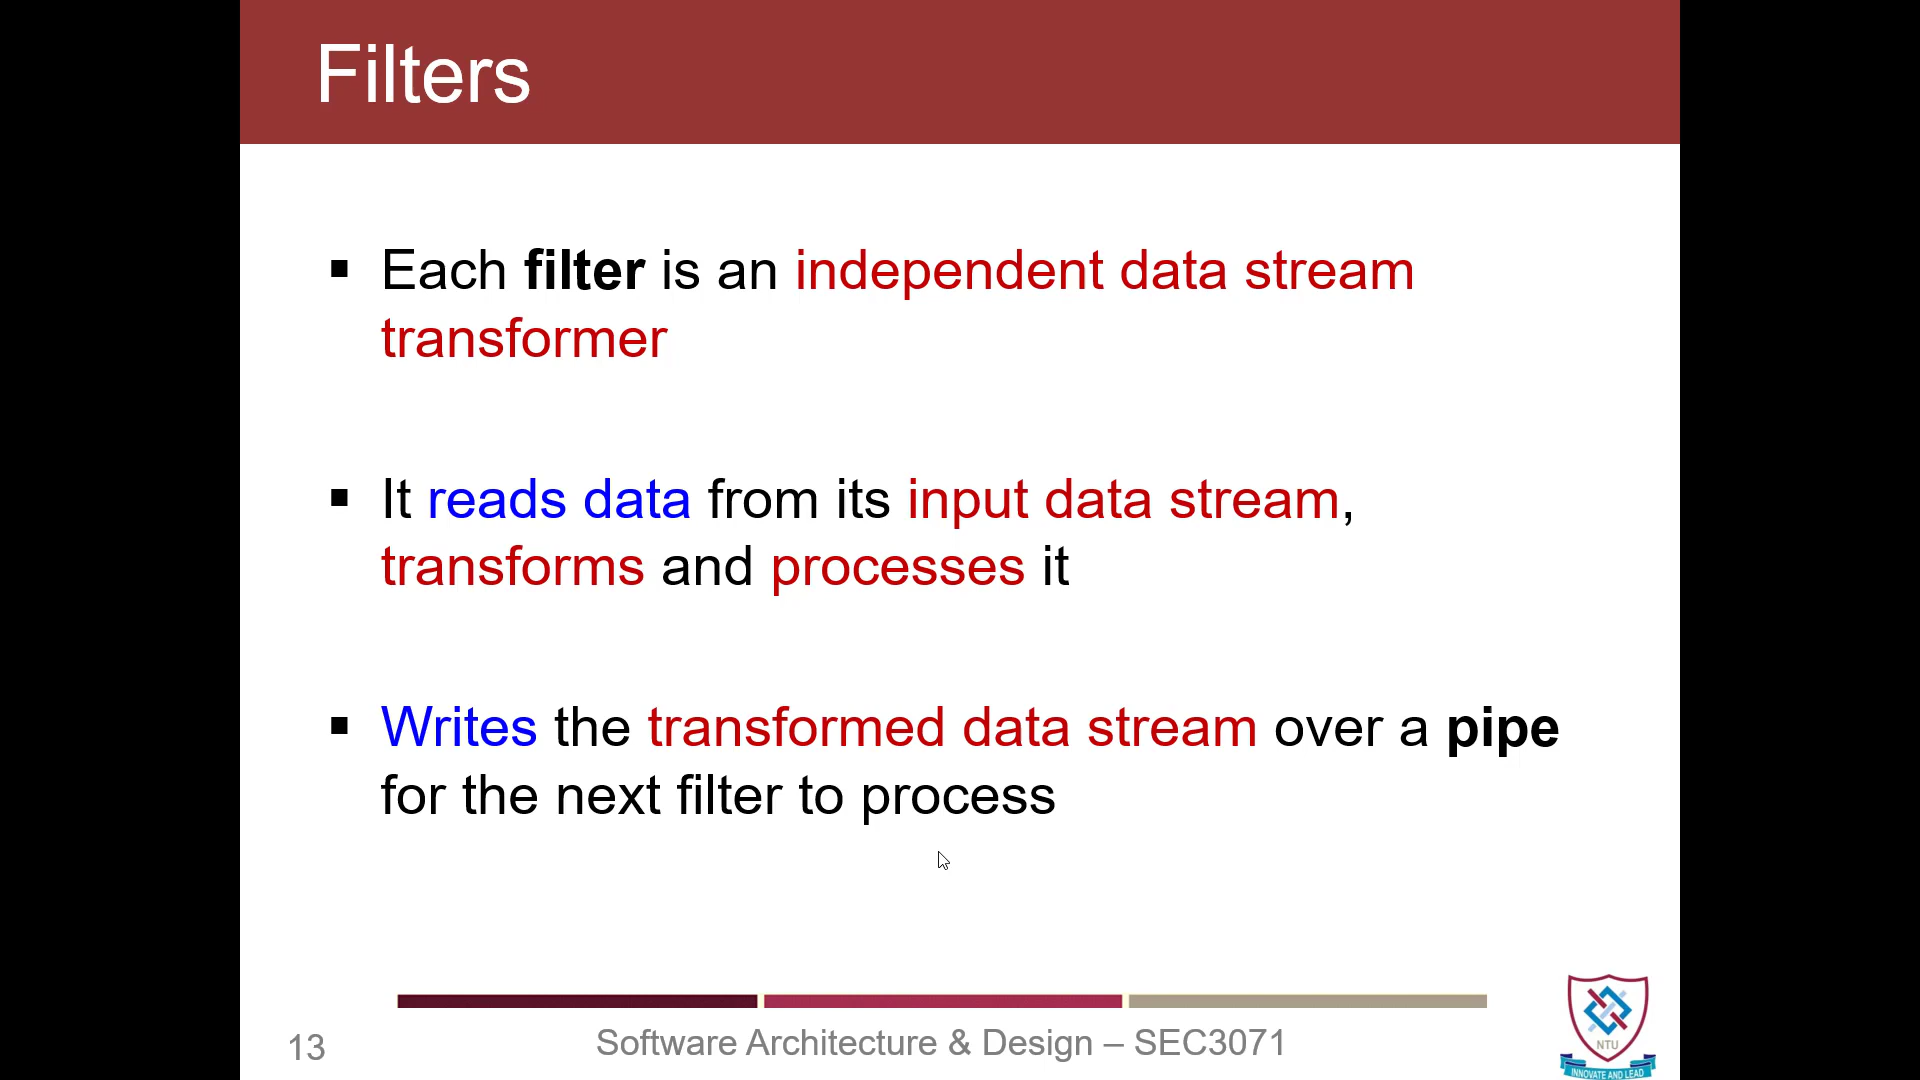 Filters
▪ Each filter is an independent data stream
transformer
▪ It reads data from its input data stream,
transforms and processes it
▪ Writes the transformed data stream over a pipe
for the next filter to process
13
Software Architecture & Design – SEC3071
NTU
INNOVATE AND LEAD